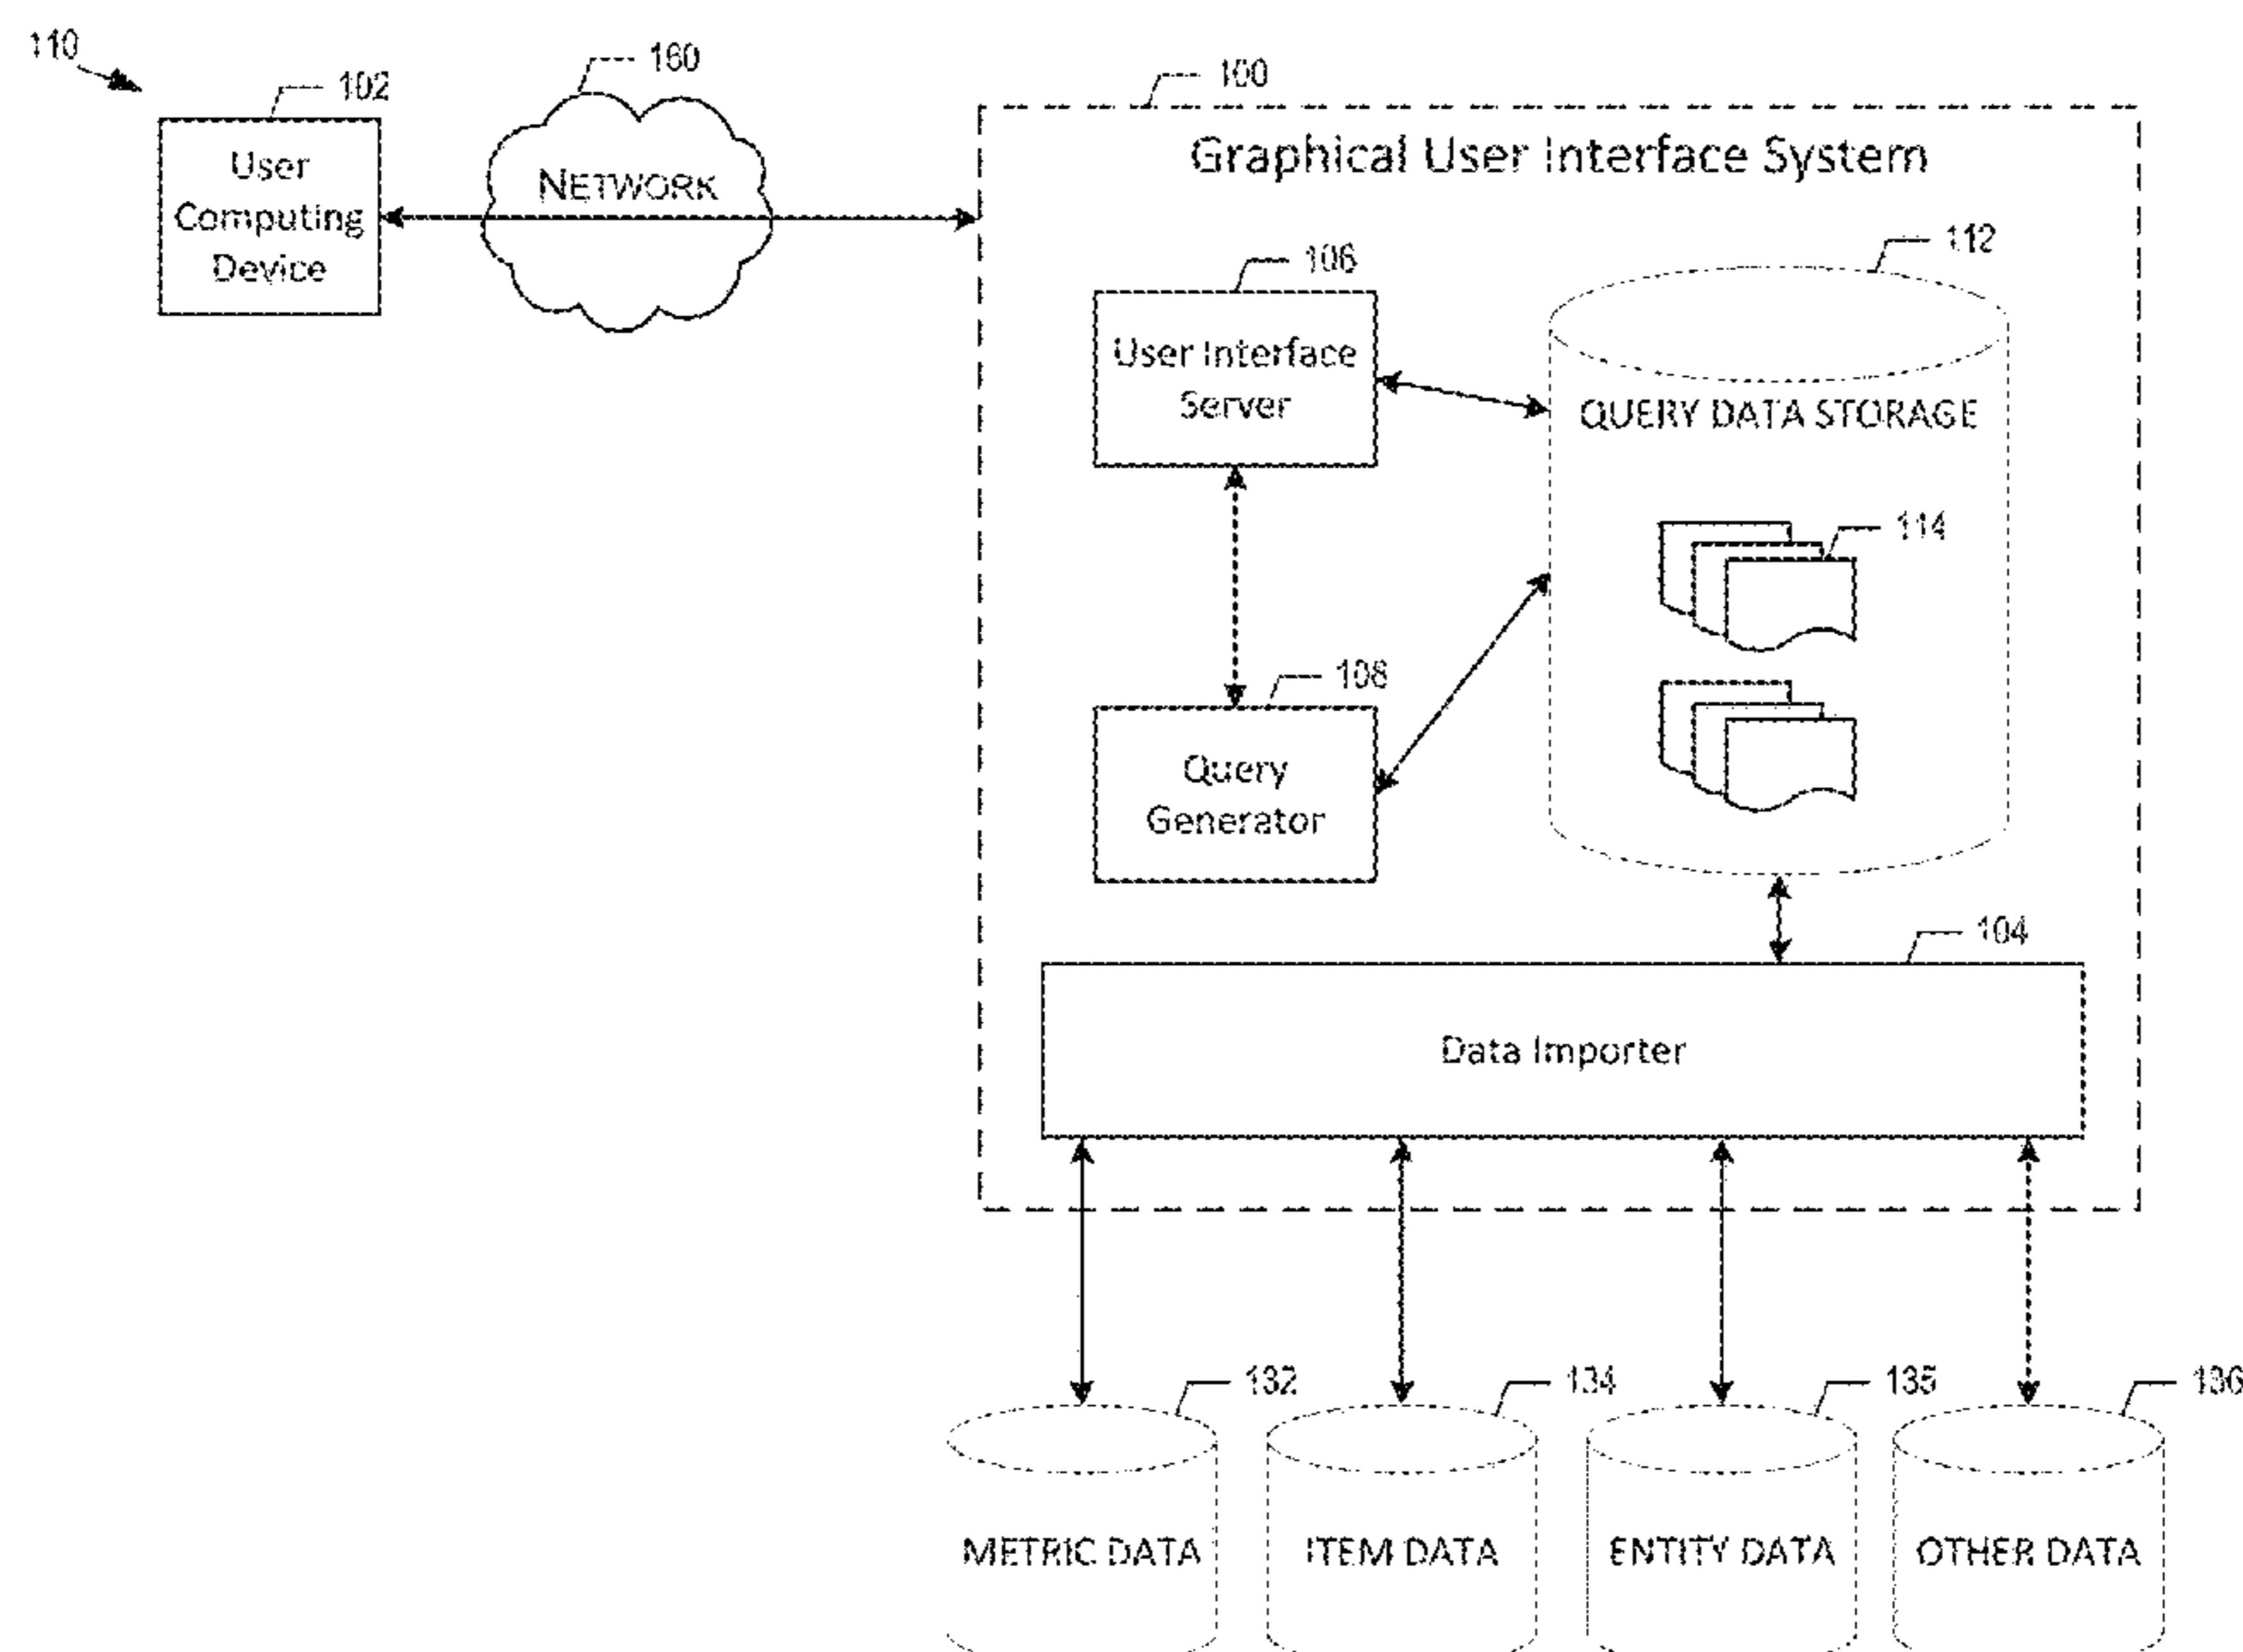 110
102
160
100
User
Computing
Device
NETWORK
Graphical User Interface System
106
112
User Interface
Server
QUERY DATA STORAGE
114
108
Query
Generator
104
Data Importer
132
134
135
136
METRIC DATA
ITEM DATA
ENTITY DATA
OTHER DATA